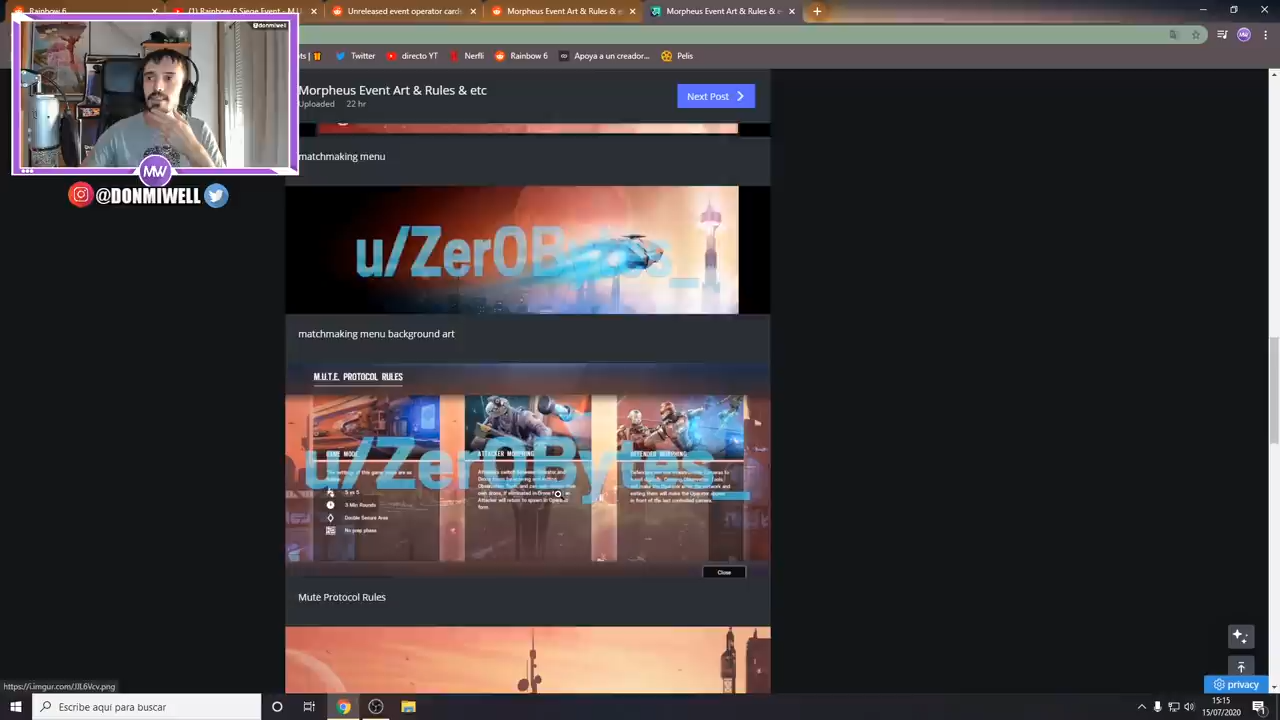 Rainbow 6
Unreleased event operator card
Morpheus Event Art & Rules & e
Morpheus Event Art & Rules & e
@donmiwell
Twitter
directo YT
Nerfli
Rainbow 6
Apoya a un creador...
Pelis
Morpheus Event Art & Rules & etc
Uploaded 22 hr
Next Post
matchmaking menu
MW
@DONMIWELL
u/Zer0Bytes_
matchmaking menu background art
M.U.T.E. PROTOCOL RULES
u/Zer0Bytes_
GAME MODE
ATTACKER MORPHING
DEFENDER MORPHING
5 vs 5
3 Min Rounds
Double Secure Area
No prep phase
Close
Mute Protocol Rules
https://i.imgur.com/JJL6Vcv.png
privacy
Escribe aquí para buscar
15:15
15/07/2020